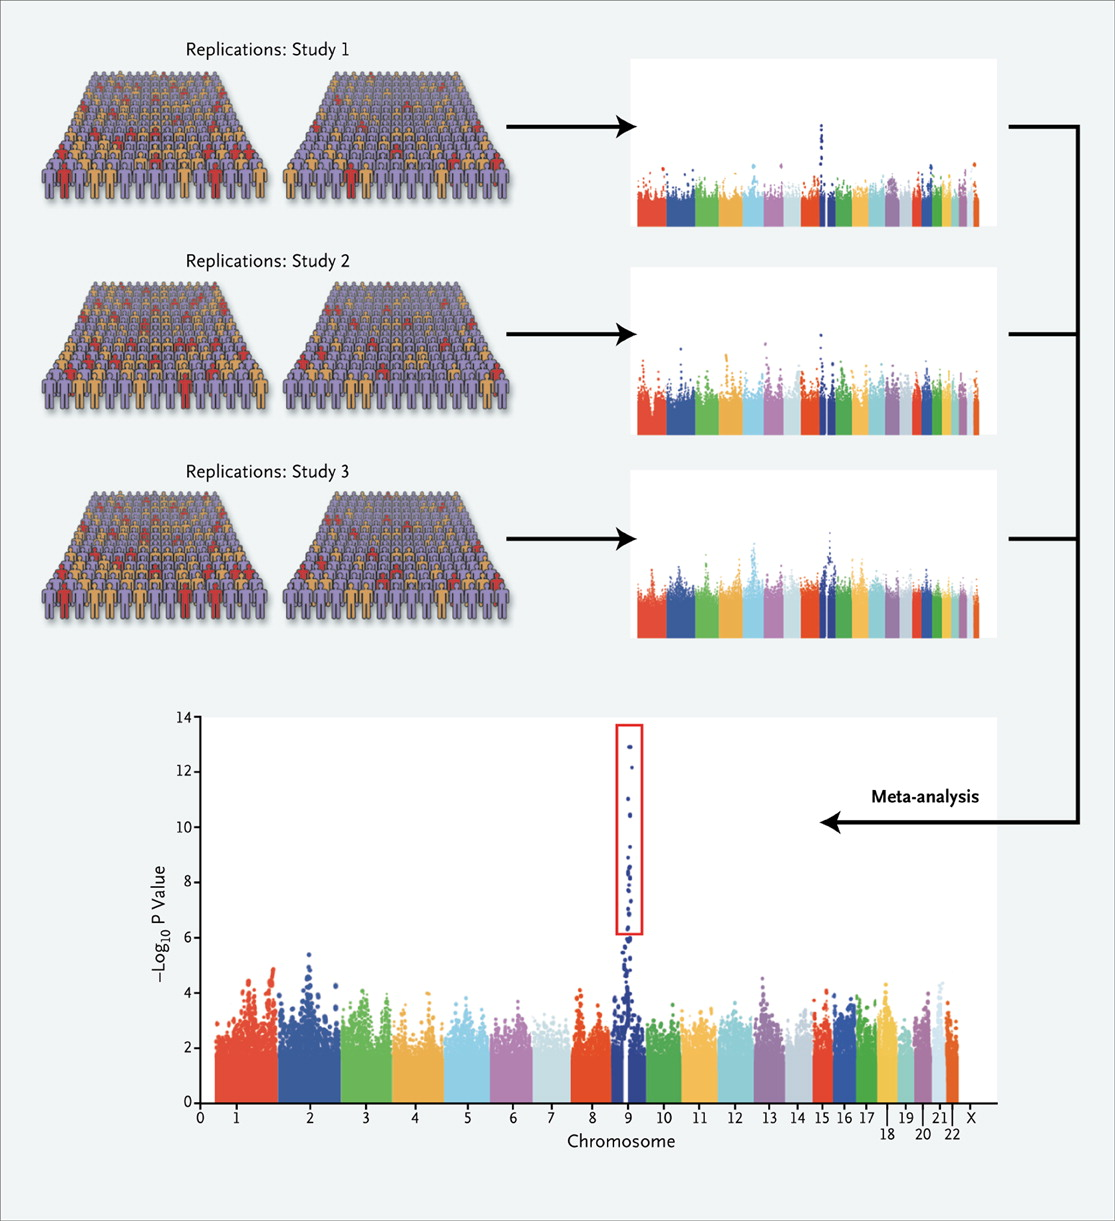 Replications: Study 1
Replications: Study 2
Replications: Study 3
Meta-analysis
14
12
10
8
6
4
2
0
–Log10 P Value
0 1 2 3 4 5 6 7 8 9 10 11 12 13 14 15 16 17 19 21 X
18 20 22
Chromosome